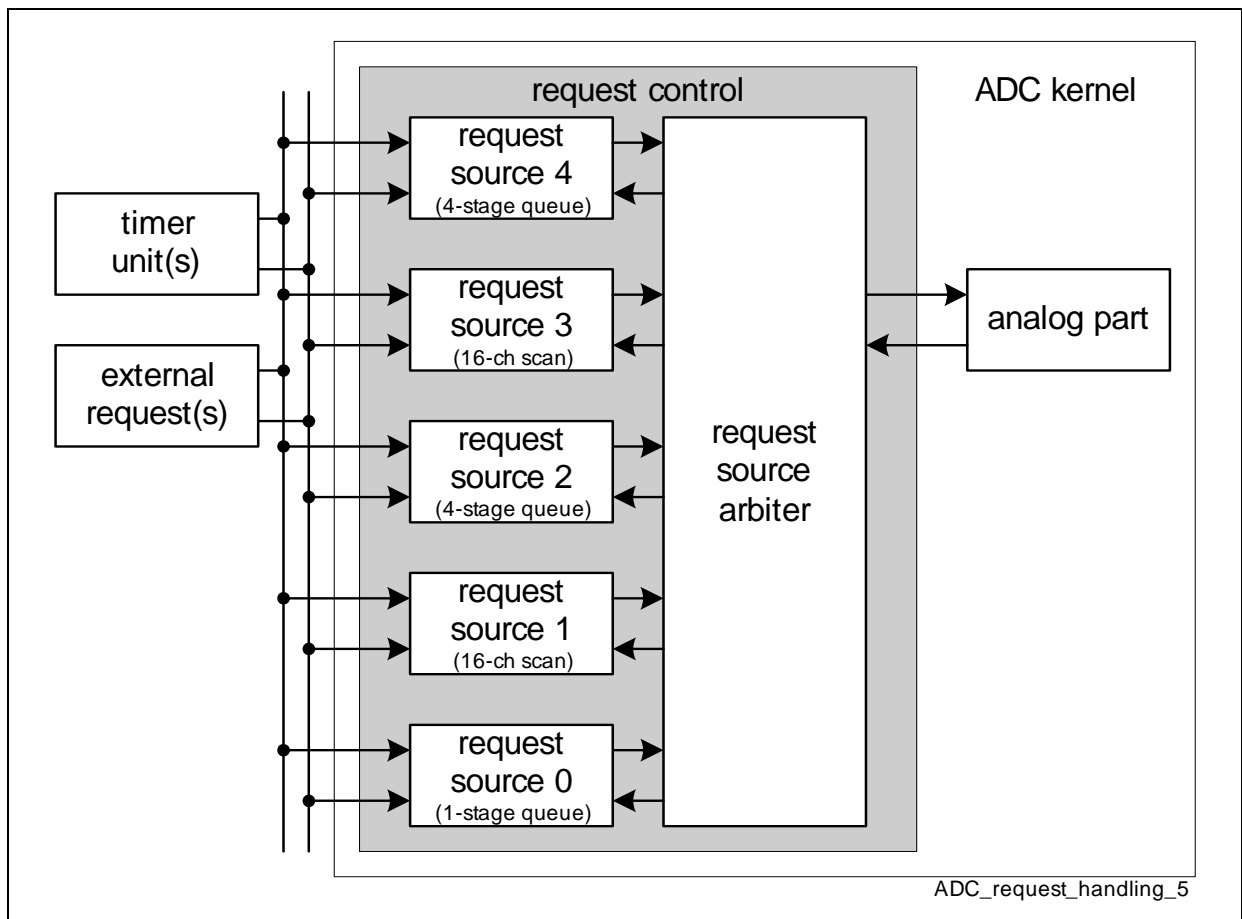 request control
ADC kernel
request
source 4
(4-stage queue)
timer
unit(s)
request
source 3
(16-ch scan)
analog part
external
request(s)
request
source 2
(4-stage queue)
request
source
arbiter
request
source 1
(16-ch scan)
request
source 0
(1-stage queue)
ADC_request_handling_5